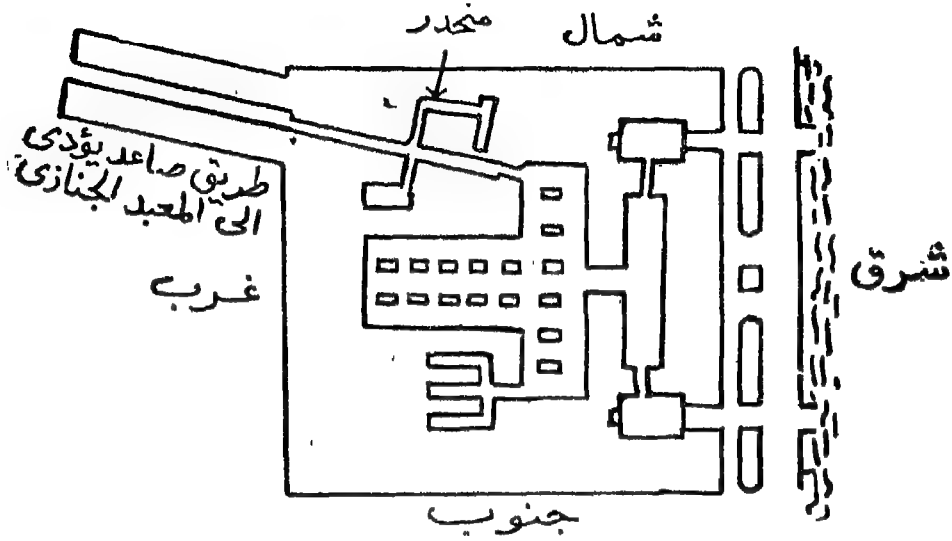 شمال
منحدر
طريق صاعد يؤدى
الى المعبد الجنازى
غرب
شرق
جنوب